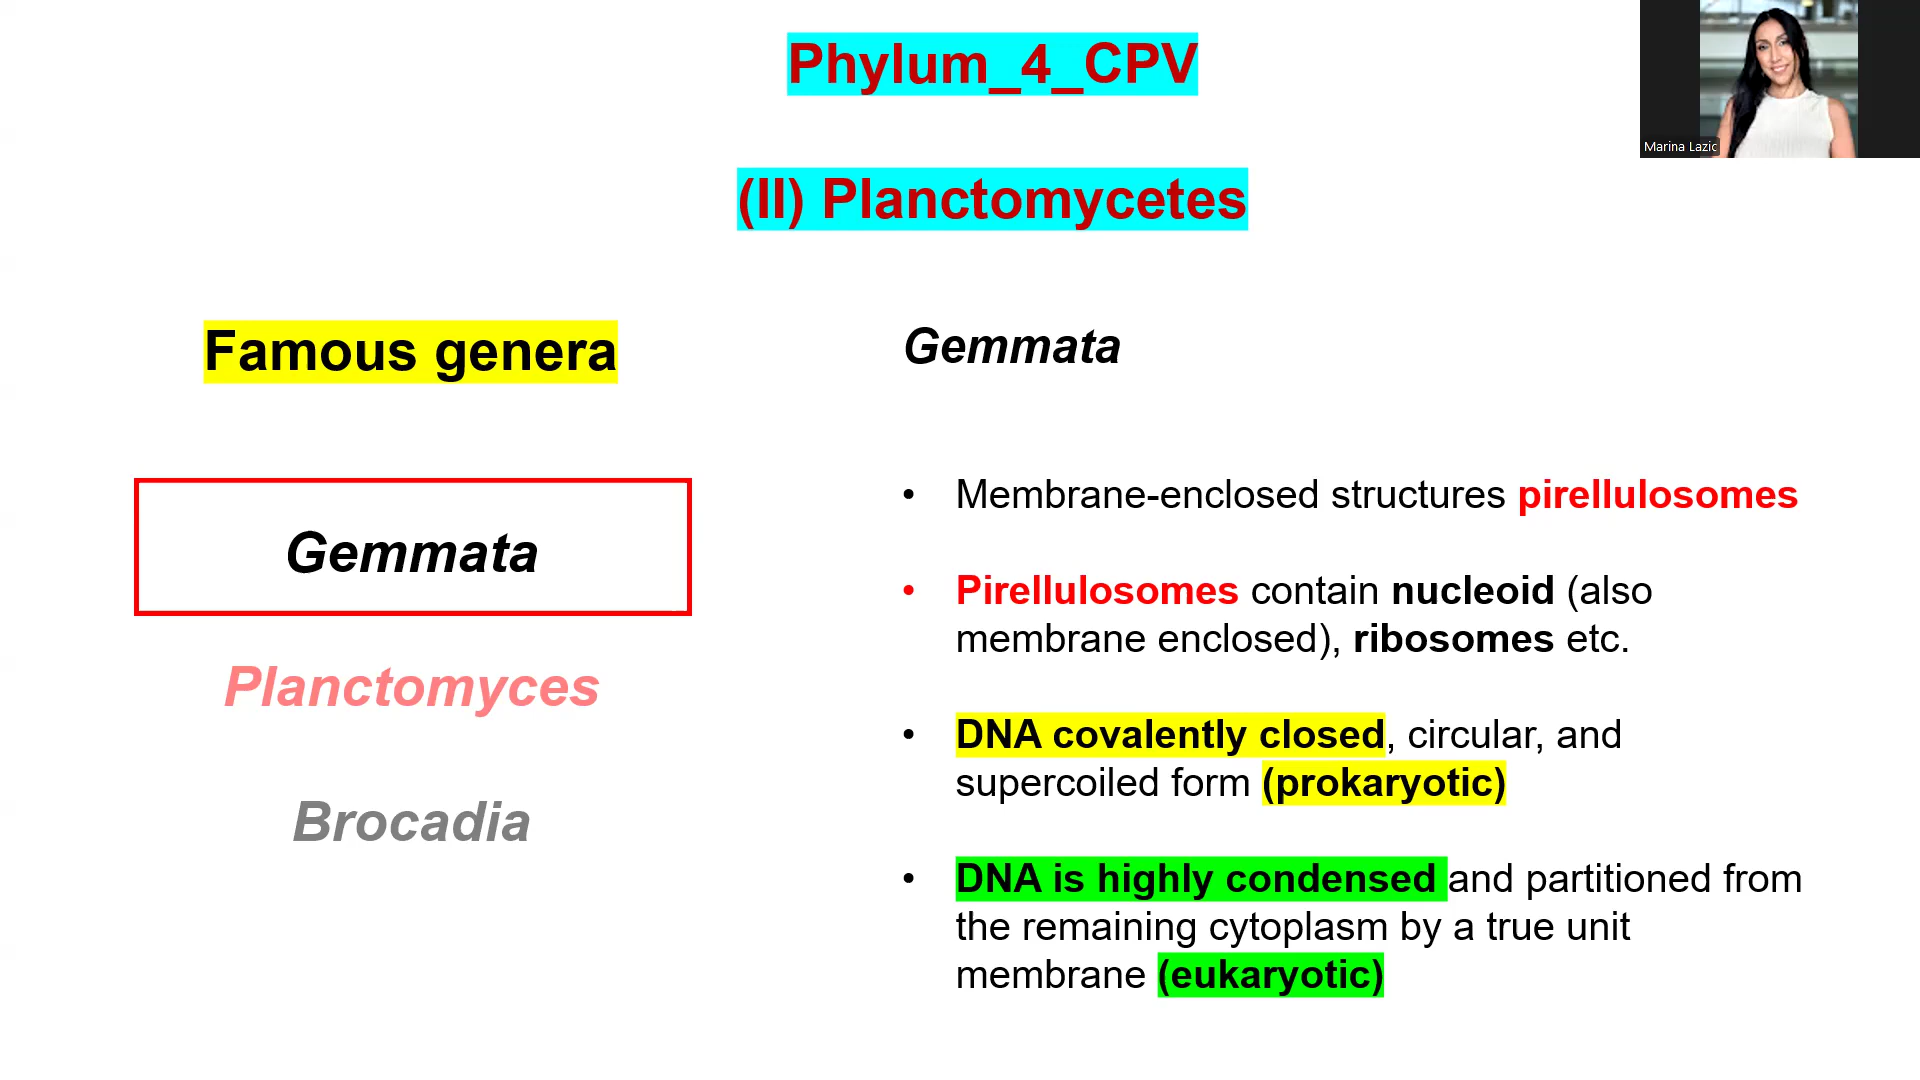 Phylum_4_CPV
Marina Lazic
(II) Planctomycetes
Famous genera
Gemmata
Planctomyces
Brocadia
Gemmata
• Membrane-enclosed structures pirellulosomes
• Pirellulosomes contain nucleoid (also
membrane enclosed), ribosomes etc.
• DNA covalently closed, circular, and
supercoiled form (prokaryotic)
• DNA is highly condensed and partitioned from
the remaining cytoplasm by a true unit
membrane (eukaryotic)